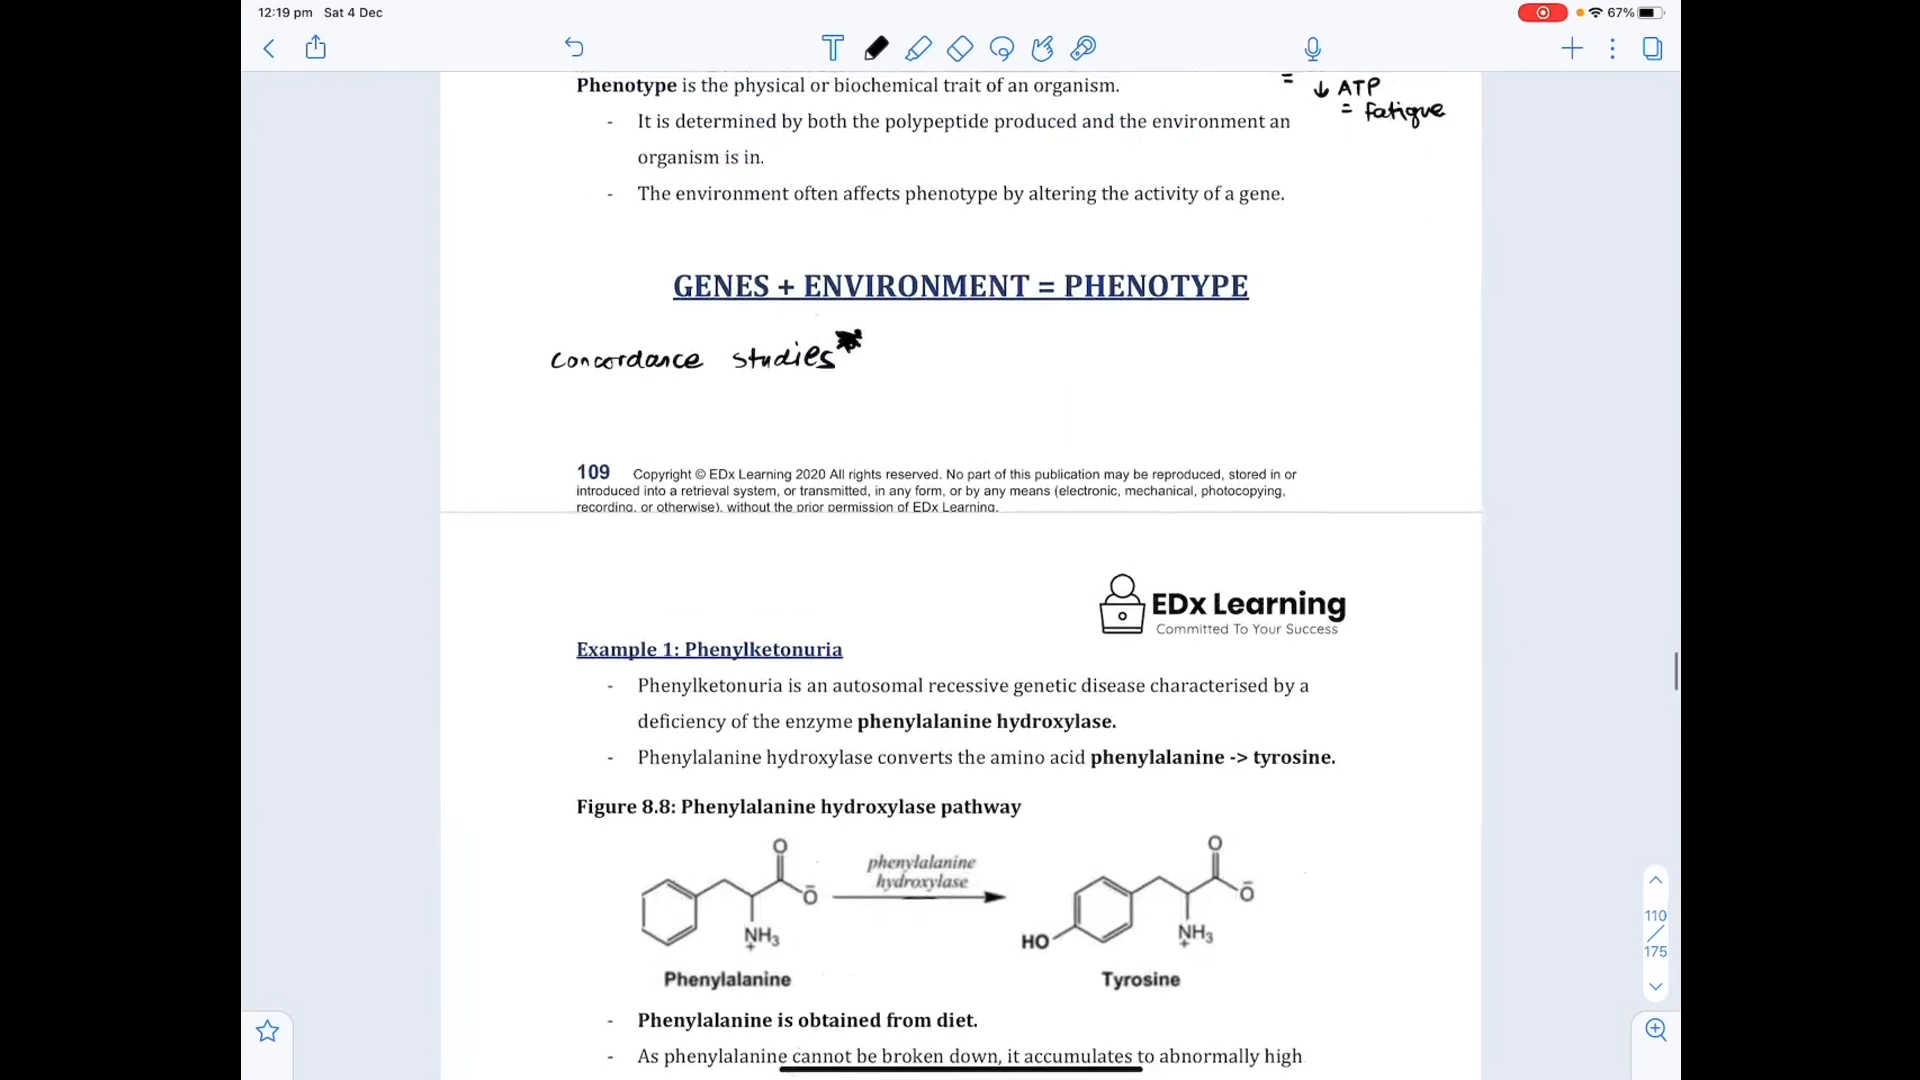 12:19 pm Sat 4 Dec
67%
Phenotype is the physical or biochemical trait of an organism.
= ↓ ATP
= fatigue
- It is determined by both the polypeptide produced and the environment an
organism is in.
- The environment often affects phenotype by altering the activity of a gene.
GENES + ENVIRONMENT = PHENOTYPE
concordance studies
109 Copyright © EDx Learning 2020 All rights reserved. No part of this publication may be reproduced, stored in or
introduced into a retrieval system, or transmitted, in any form, or by any means (electronic, mechanical, photocopying,
recording, or otherwise), without the prior permission of EDx Learning.
EDx Learning
Committed To Your Success
Example 1: Phenylketonuria
- Phenylketonuria is an autosomal recessive genetic disease characterised by a
deficiency of the enzyme phenylalanine hydroxylase.
- Phenylalanine hydroxylase converts the amino acid phenylalanine -> tyrosine.
Figure 8.8: Phenylalanine hydroxylase pathway
O
O
phenylalanine
hydroxylase
Ō
Ō
NH3
+
HO
NH3
+
Phenylalanine
Tyrosine
110
/
175
- Phenylalanine is obtained from diet.
- As phenylalanine cannot be broken down, it accumulates to abnormally high